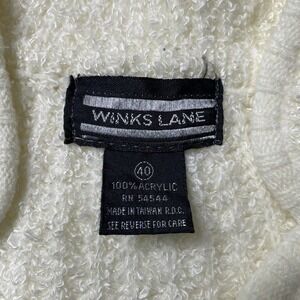 WINKS LANE
40
100% ACRYLIC
RN 54544
MADE IN TAIWAN R.O.C.
SEE REVERSE FOR CARE